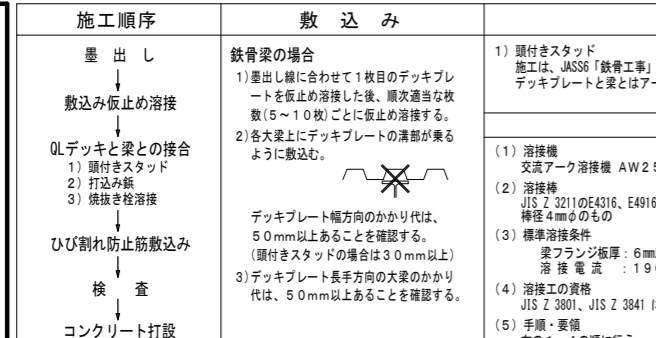 施工順序
墨 出 し
敷込み仮止め溶接
QLデッキと梁との接合
1) 頭付きスタッド
2) 打込み鋲
3) 焼抜き栓溶接
ひび割れ防止筋敷込み
検 査
コンクリート打設
敷 込 み
鉄骨梁の場合
1)墨出し線に合わせて1枚目のデッキプレ
ートを仮止め溶接した後、順次適当な枚
数(5~10枚)ごとに仮止め溶接する。
2)各大梁上にデッキプレートの溝部が乗る
ように敷込む。
デッキプレート幅方向のかかり代は、
50mm以上あることを確認する。
(頭付きスタッドの場合は30mm以上)
3)デッキプレート長手方向の大梁のかかり
代は、50mm以上あることを確認する。
1) 頭付きスタッド
施工は、JASS6「鉄骨工事」
デッキプレートと梁とはアー
(1) 溶接機
交流アーク溶接機 AW25
(2) 溶接棒
JIS Z 3211のE4316、E4916
棒径4mmφのもの
(3) 標準溶接条件
梁フランジ板厚:6mm
溶 接 電 流 :19
(4) 溶接工の資格
JIS Z 3801、JIS Z 3841
(5) 手順・要領